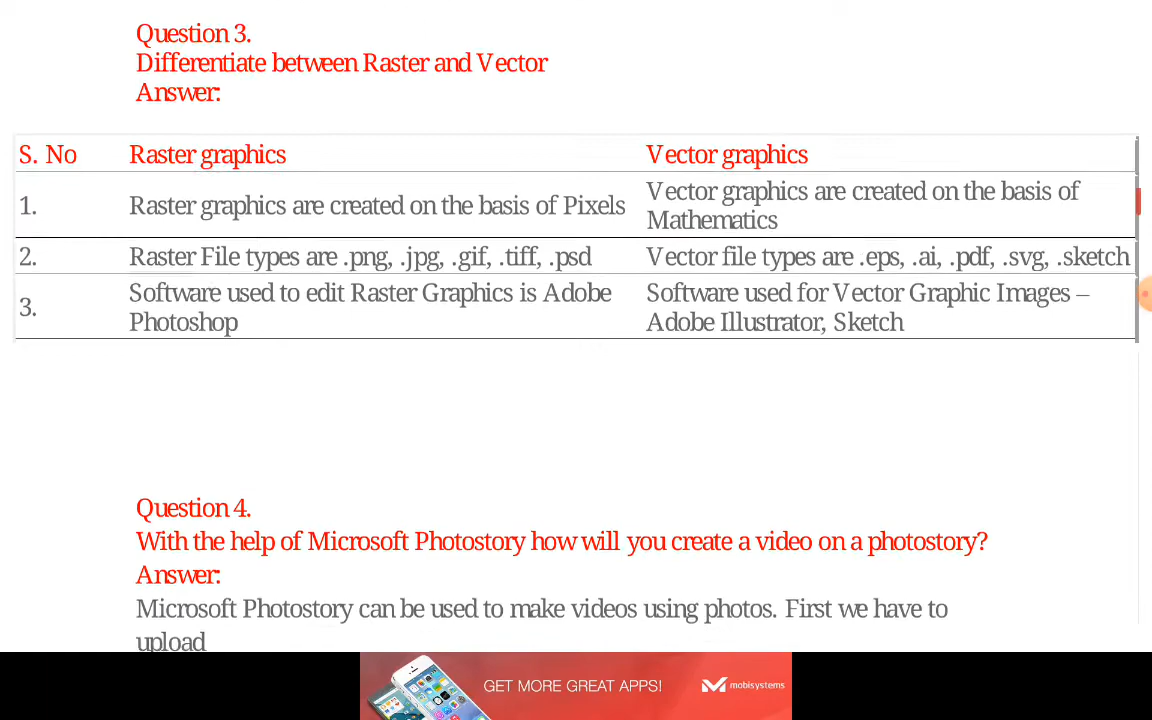 Question 3.
Differentiate between Raster and Vector
Answer:
S. No Raster graphics Vector graphics
1. Raster graphics are created on the basis of Pixels Vector graphics are created on the basis of
Mathematics
2. Raster File types are .png, .jpg, .gif, .tiff, .psd Vector file types are .eps, .ai, .pdf, .svg, .sketch
3. Software used to edit Raster Graphics is Adobe
Photoshop
Software used for Vector Graphic Images –
Adobe Illustrator, Sketch
Question 4.
With the help of Microsoft Photostory how will you create a video on a photostory?
Answer:
Microsoft Photostory can be used to make videos using photos. First we have to
upload
GET MORE GREAT APPS!
mobisystems